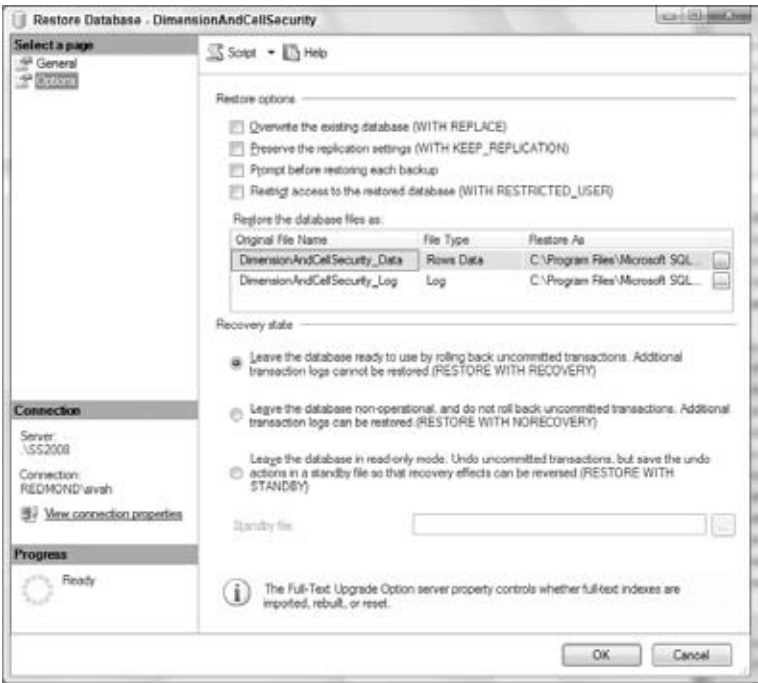 Restore Database - DimensionAndCellSecurity
Select a page
General
Options
Script
Help
Restore options
Overwrite the existing database (WITH REPLACE)
Preserve the replication settings (WITH KEEP_REPLICATION)
Prompt before restoring each backup
Restrict access to the restored database (WITH RESTRICTED_USER)
Restore the database files as:
Original File Name File Type Restore As
DimensionAndCellSecurity_Data Rows Data C:\Program Files\Microsoft SQL... ...
DimensionAndCellSecurity_Log Log C:\Program Files\Microsoft SQL... ...
Recovery state
Leave the database ready to use by rolling back uncommitted transactions. Additional
transaction logs cannot be restored.(RESTORE WITH RECOVERY)
Leave the database non-operational, and do not roll back uncommitted transactions. Additional
transaction logs can be restored.(RESTORE WITH NORECOVERY)
Leave the database in read-only mode. Undo uncommitted transactions, but save the undo
actions in a standby file so that recovery effects can be reversed.(RESTORE WITH
STANDBY)
Standby file: ...
The Full-Text Upgrade Option server property controls whether full-text indexes are
imported, rebuilt, or reset.
Connection
Server:
.\SS2008
Connection:
REDMOND\sivah
View connection properties
Progress
Ready
OK
Cancel